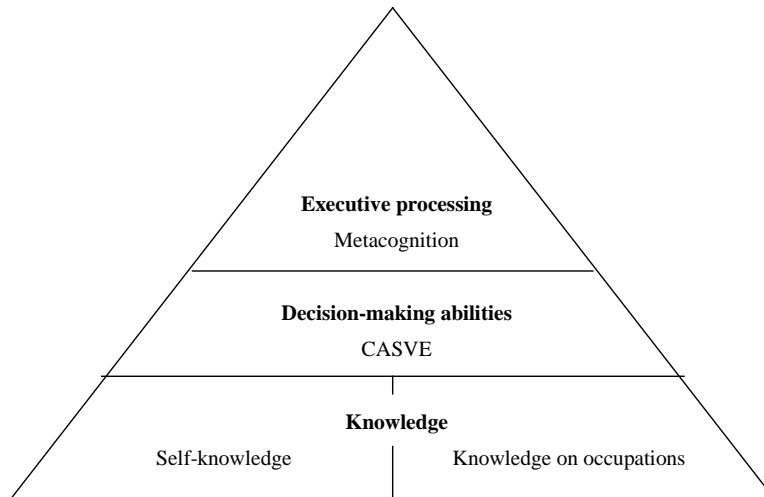 Executive processing
Metacognition
Decision-making abilities
CASVE
Knowledge
Self-knowledge
Knowledge on occupations